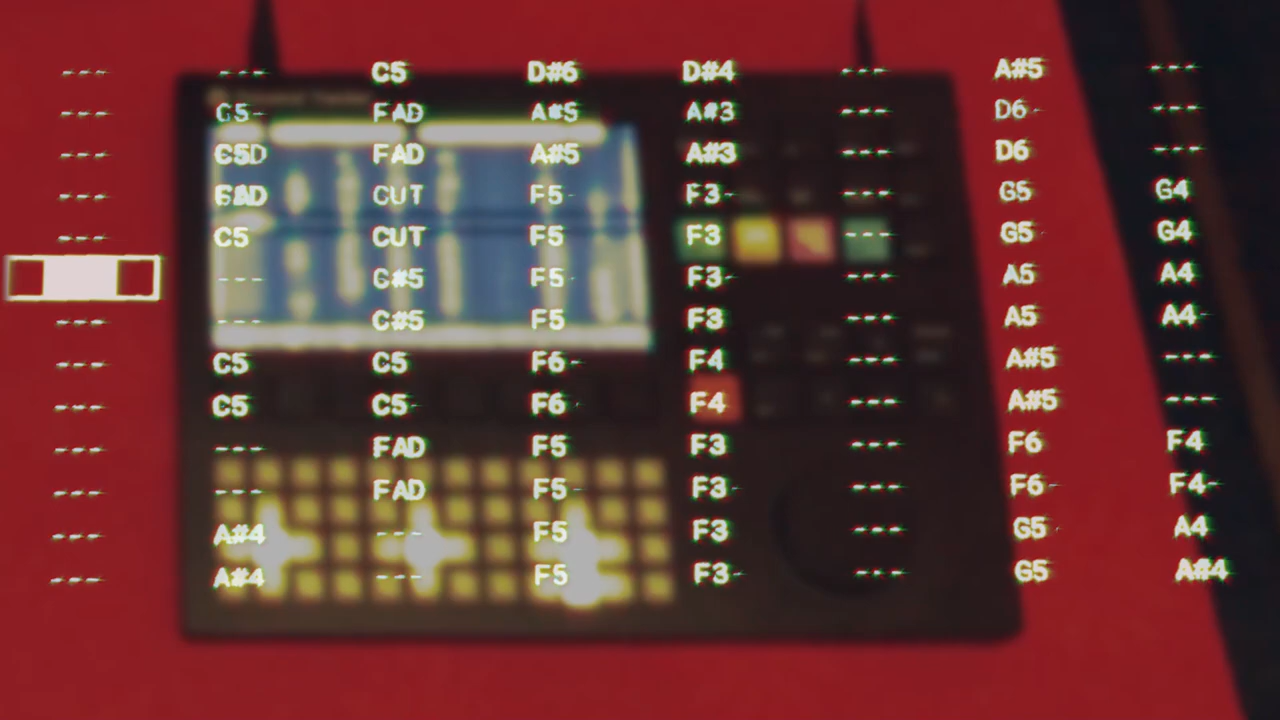 --- --- C5 D#6 D#4 --- A#5 ---
--- G5- FAD A#5 A#3 --- D6- ---
--- FAD A#5 A#3 --- D6 ---
--- CUT F5- F3- --- G5 G4
--- C5 CUT F5 F3 --- G5- G4
--- C#5 F5 F3- --- A5 A4
--- --- C#5 F5 F3 --- A5 A4-
--- C5 C5 F6- F4 --- A#5 ---
--- C5 C5- F6- F4 --- A#5 ---
--- --- FAD F5 F3 --- F6 F4
--- --- FAD F5- F3- --- F6- F4-
--- A#4 --- F5 F3 --- G5 A4
--- A#4 --- F5 F3- --- G5 A#4